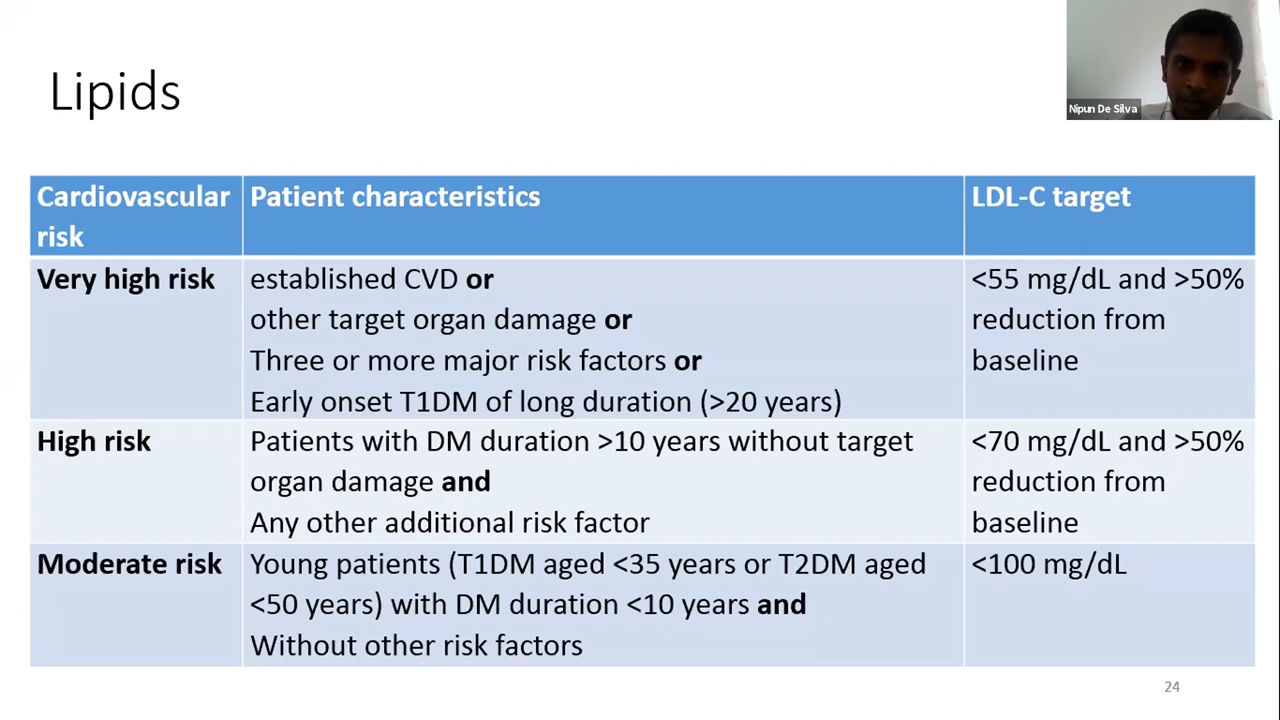 Lipids
Nipun De Silva
Cardiovascular
risk
Patient characteristics
LDL-C target
Very high risk
established CVD or
other target organ damage or
Three or more major risk factors or
Early onset T1DM of long duration (>20 years)
<55 mg/dL and >50%
reduction from
baseline
High risk
Patients with DM duration >10 years without target
organ damage and
Any other additional risk factor
<70 mg/dL and >50%
reduction from
baseline
Moderate risk
Young patients (T1DM aged <35 years or T2DM aged
<50 years) with DM duration <10 years and
Without other risk factors
<100 mg/dL
24